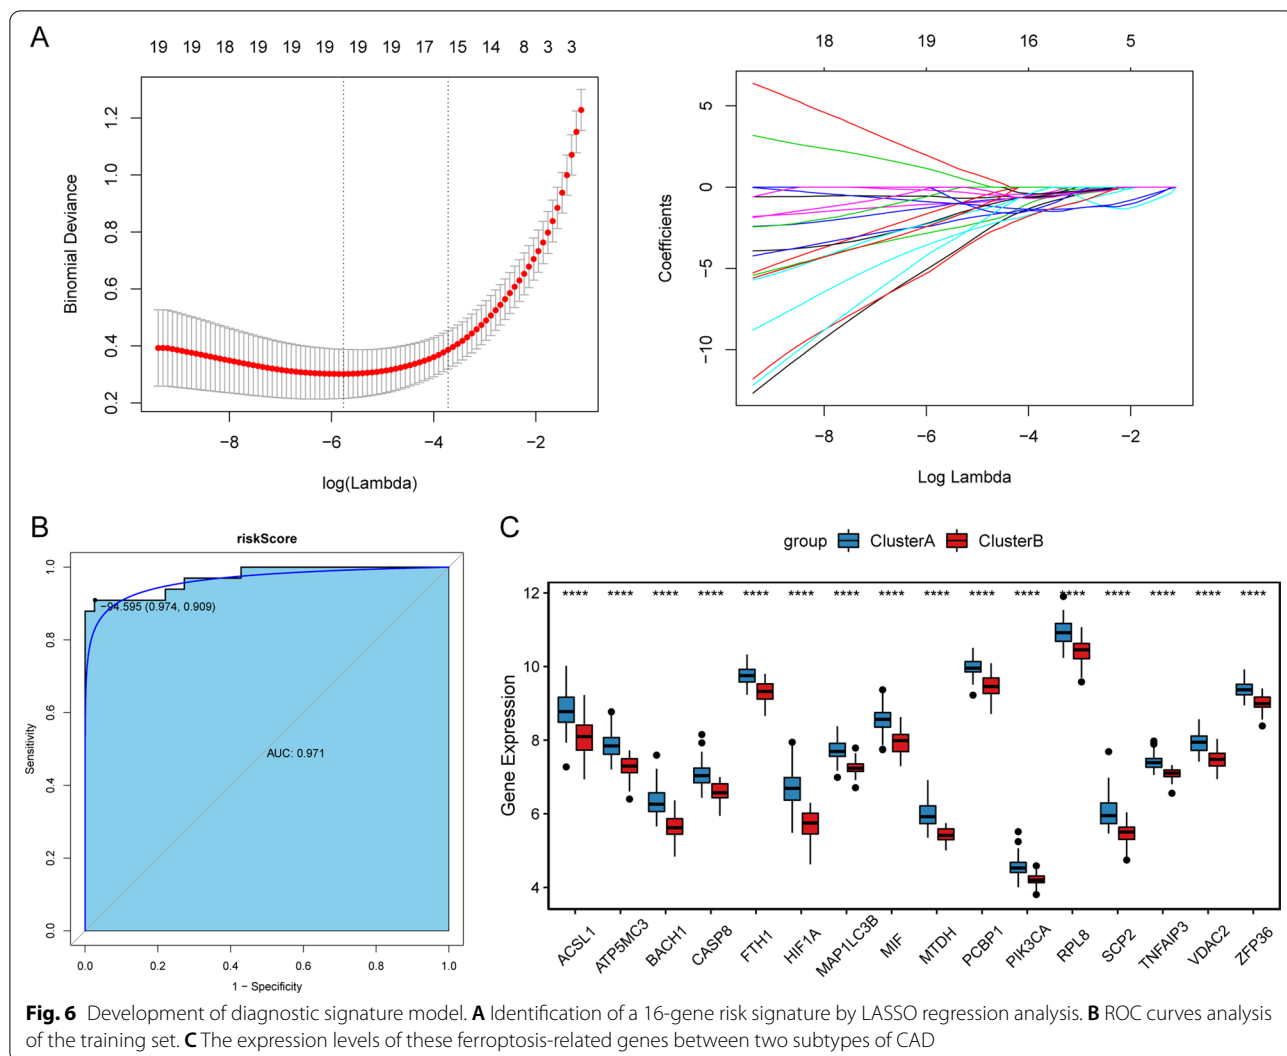 A
19 19 18 19 19 19 19 19 17 15 14 8 3 3
Binomial Deviance
1.2
1.0
0.8
0.6
0.4
0.2
−8 −6 −4 −2
log(Lambda)
18 19 16 5
Coefficients
5
0
−5
−10
−8 −6 −4 −2
Log Lambda
B
riskScore
Sensitivity
1.0
0.8
0.6
0.4
0.2
0.0
−94.595 (0.974, 0.909)
AUC: 0.971
0.0 0.2 0.4 0.6 0.8 1.0
1 − Specificity
C
group ClusterA ClusterB
Gene Expression
12
10
8
6
4
**** **** **** **** **** **** **** **** **** **** **** **** **** **** **** ****
ACSL1 ATP5MC3 BACH1 CASP8 FTH1 HIF1A MAP1LC3B MIF MTDH PCBP1 PIK3CA RPL8 SCP2 TNFAIP3 VDAC2 ZFP36
Fig. 6 Development of diagnostic signature model. A Identification of a 16-gene risk signature by LASSO regression analysis. B ROC curves analysis
of the training set. C The expression levels of these ferroptosis-related genes between two subtypes of CAD